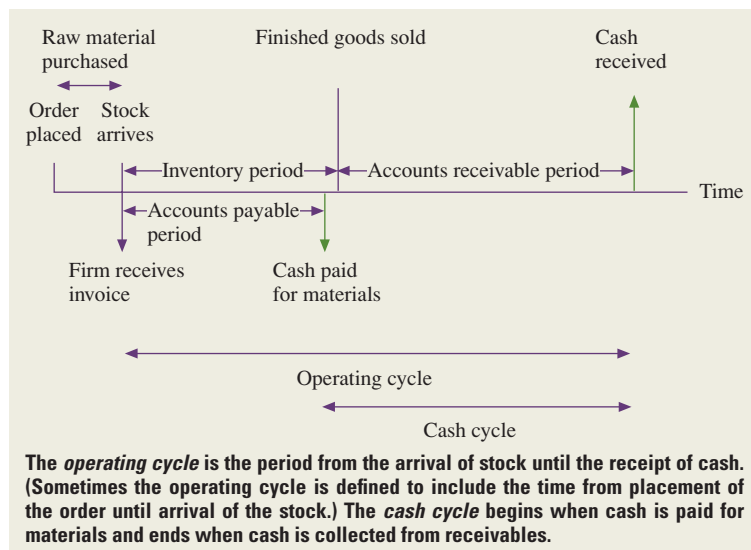 Raw material
purchased
Finished goods sold
Cash
received
Order
placed
Stock
arrives
Inventory period
Accounts receivable period
Time
Accounts payable
period
Firm receives
invoice
Cash paid
for materials
Operating cycle
Cash cycle
The operating cycle is the period from the arrival of stock until the receipt of cash.
(Sometimes the operating cycle is defined to include the time from placement of
the order until arrival of the stock.) The cash cycle begins when cash is paid for
materials and ends when cash is collected from receivables.